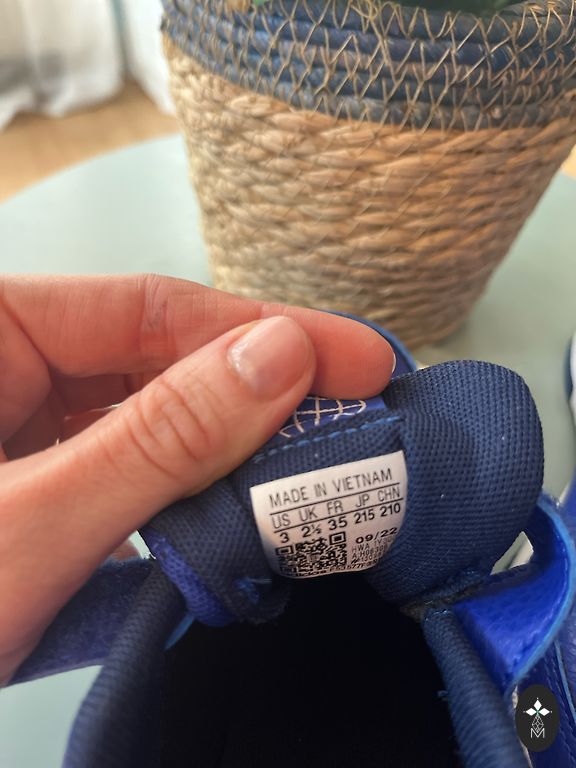 MADE IN VIETNAM
US UK FR JP CHN
3 2½ 35 215 210
09/22
M